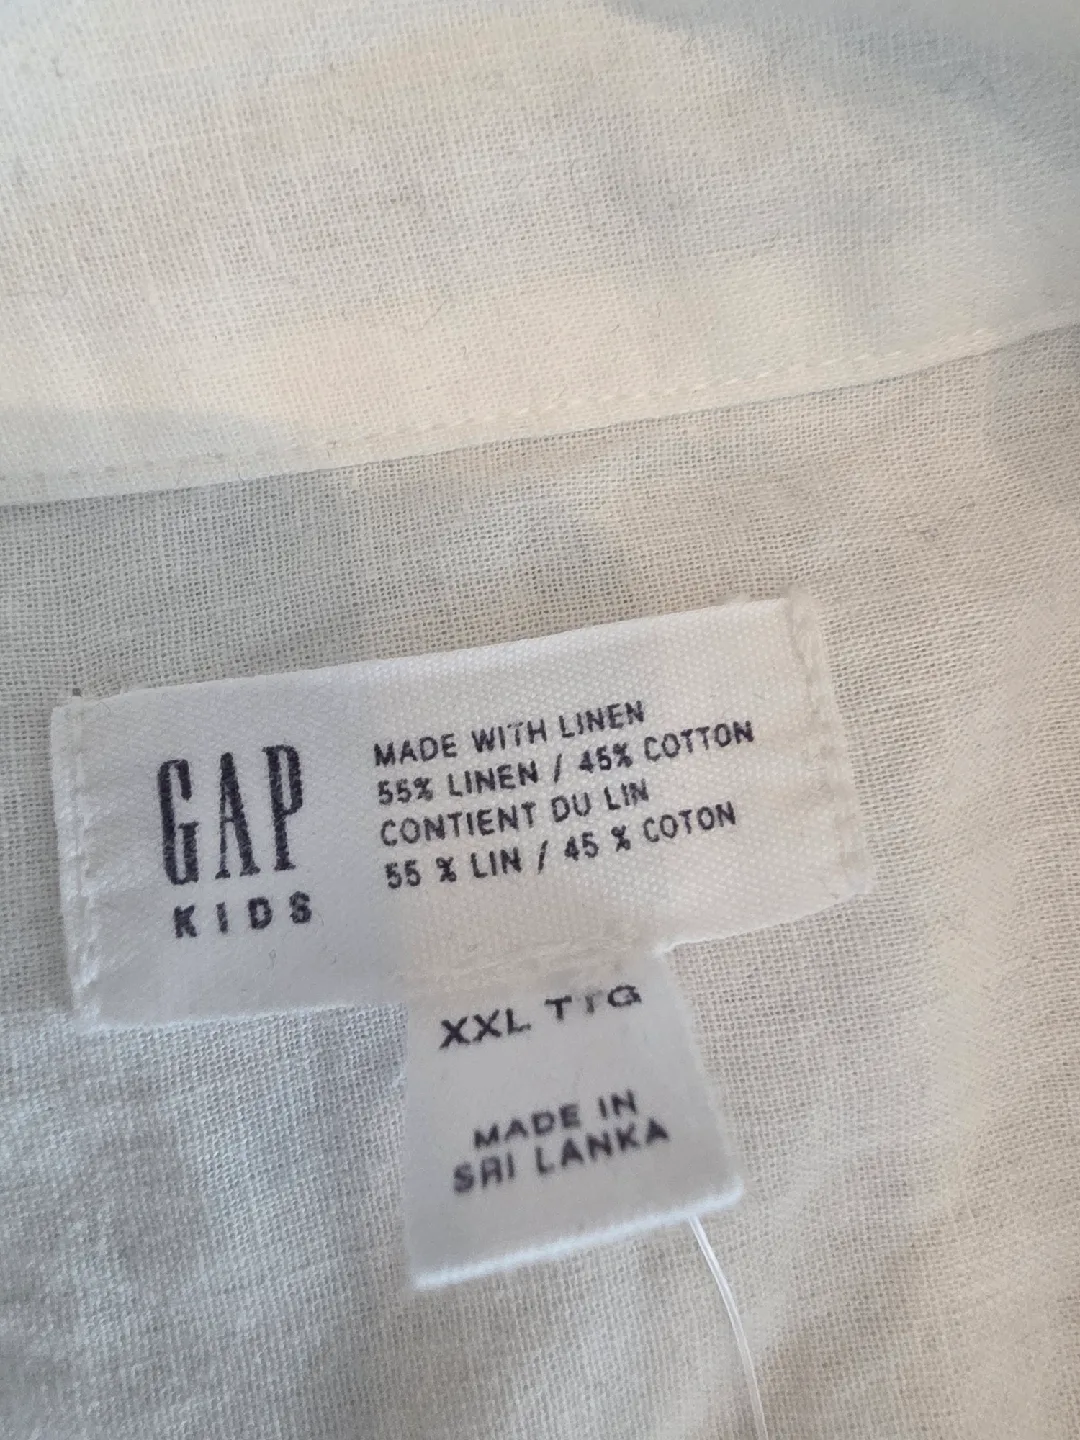 GAP
KIDS
MADE WITH LINEN
55% LINEN / 45% COTTON
CONTIENT DU LIN
55 % LIN / 45 % COTON
XXL TTG
MADE IN
SRI LANKA